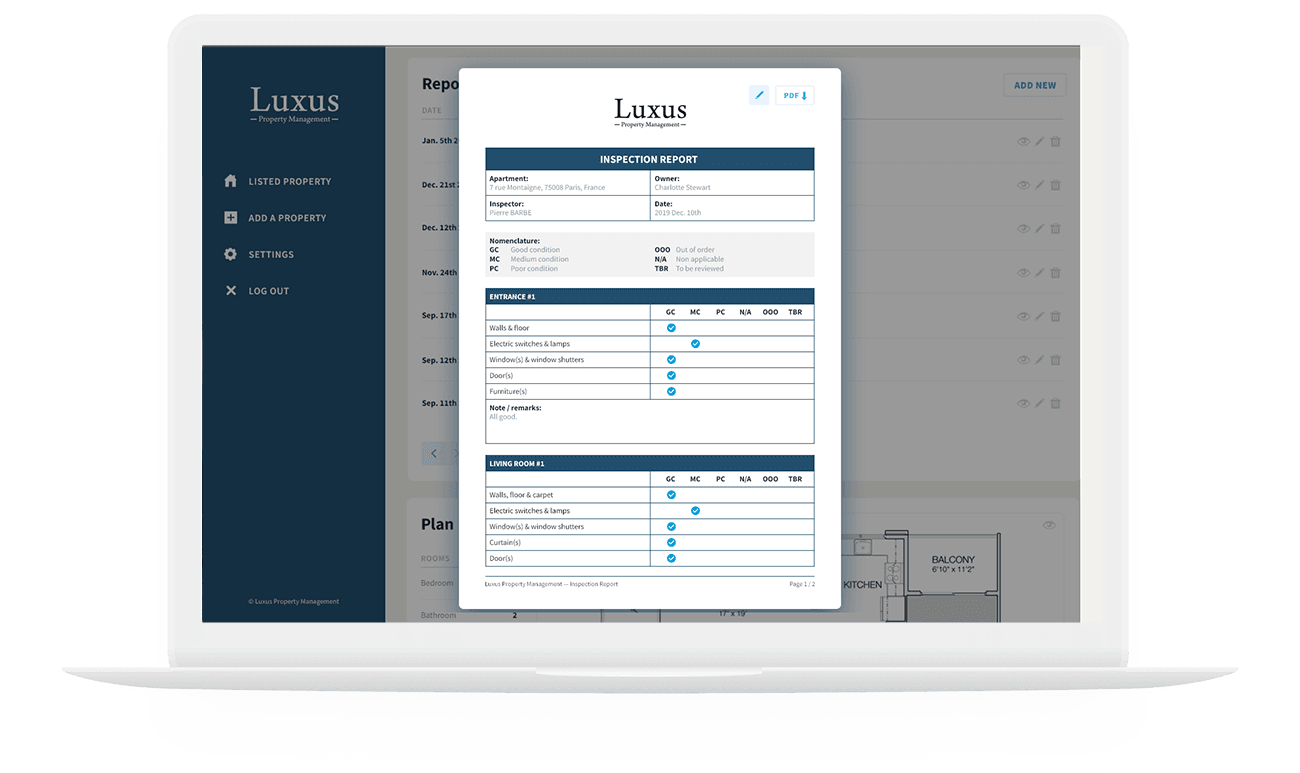 Luxus
Property Management
LISTED PROPERTY
ADD A PROPERTY
SETTINGS
LOG OUT
© Luxus Property Management
Repo
ADD NEW
DATE
Jan. 5th 2
Dec. 21st
Dec. 12th
Nov. 24th
Sep. 17th
Sep. 12th
Sep. 11th
Plan
ROOMS
Bedroom
Bathroom 2
PDF
Luxus
Property Management
INSPECTION REPORT
Apartment: Owner:
7 rue Montaigne, 75008 Paris, France Charlotte Stewart
Inspector: Date:
Pierre BARBE 2019 Dec. 10th
Nomenclature:
GC Good condition OOO Out of order
MC Medium condition N/A Non applicable
PC Poor condition TBR To be reviewed
ENTRANCE #1
GC MC PC N/A OOO TBR
Walls & floor
Electric switches & lamps
Window(s) & window shutters
Door(s)
Furniture(s)
Note / remarks:
All good.
LIVING ROOM #1
GC MC PC N/A OOO TBR
Walls, floor & carpet
Electric switches & lamps
Window(s) & window shutters
Curtain(s)
Door(s)
Luxus Property Management — Inspection Report Page 1 / 2
KITCHEN
BALCONY
6'10" x 11'2"
17' x 19'